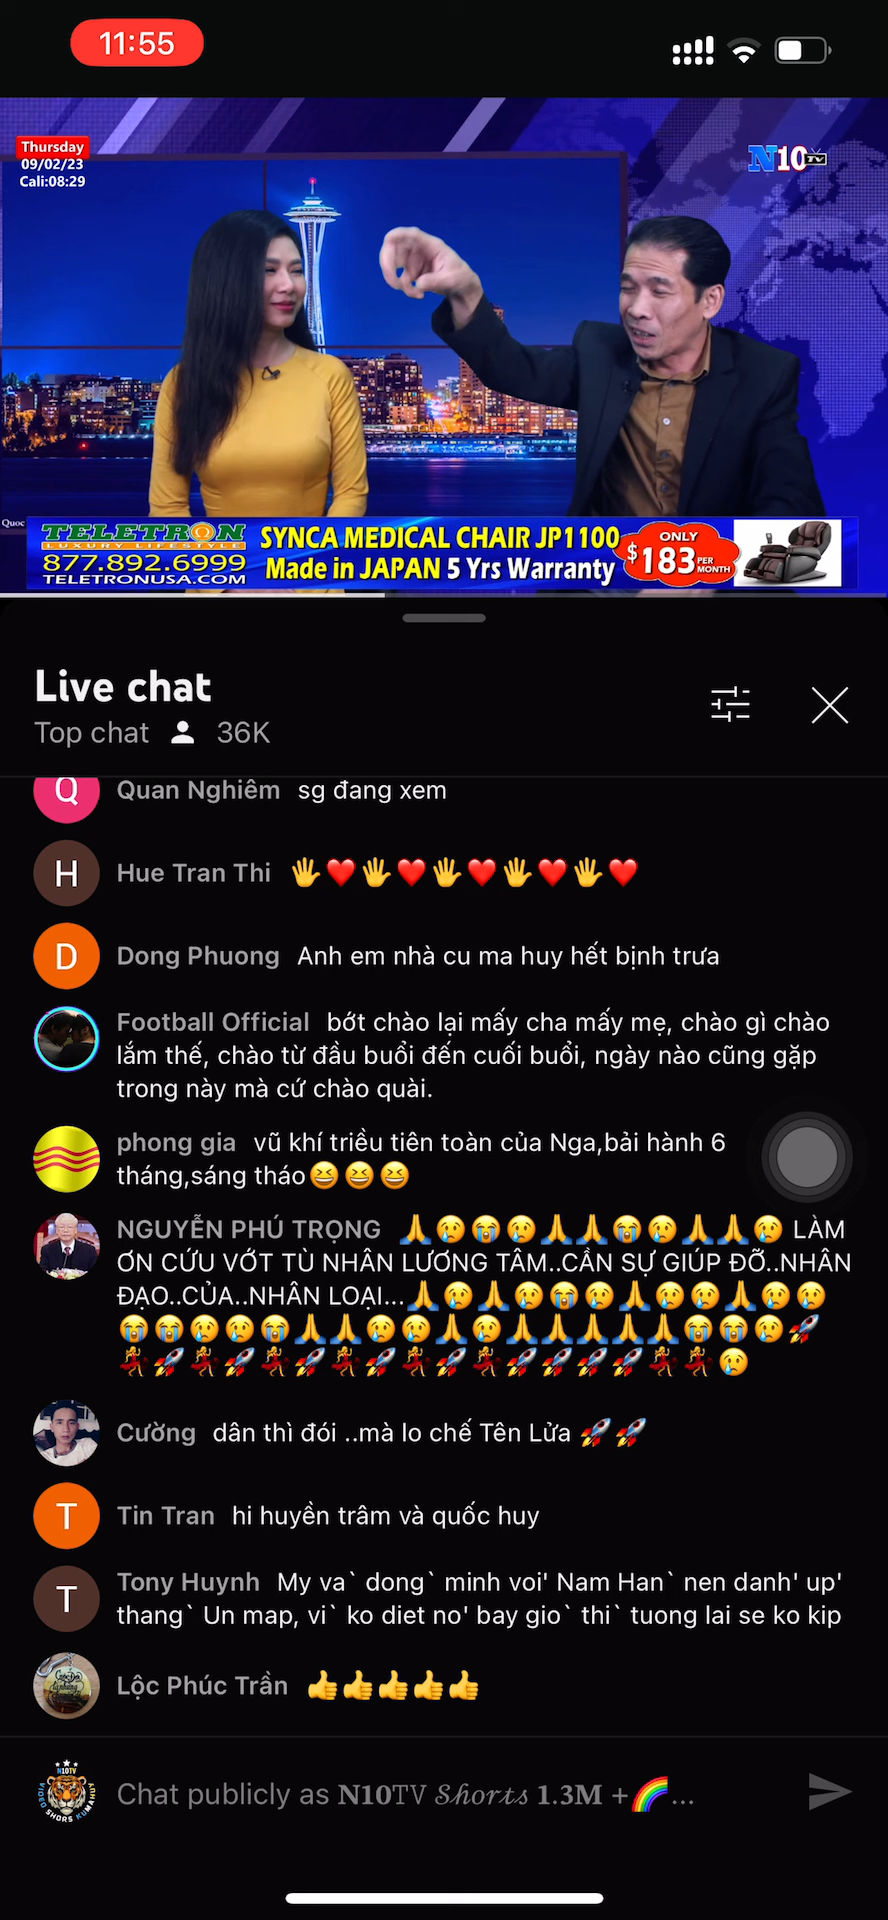 11:55
Thursday
09/02/23
Cali:08:29
N10TV
Quoc
TELETRON
LUXURY LIFESTYLE
877.892.6999
TELETRONUSA.COM
SYNCA MEDICAL CHAIR JP1100
Made in JAPAN 5 Yrs Warranty
ONLY
$183 PER MONTH
Live chat
Top chat 36K
Q Quan Nghiêm sg đang xem
H Hue Tran Thi 🖐❤️🖐❤️🖐❤️🖐❤️🖐❤️
D Dong Phuong Anh em nhà cu ma huy hết bịnh trưa
Football Official bớt chào lại mấy cha mấy mẹ, chào gì chào
lắm thế, chào từ đầu buổi đến cuối buổi, ngày nào cũng gặp
trong này mà cứ chào quài.
phong gia vũ khí triều tiên toàn của Nga,bải hành 6
tháng,sáng tháo😆😆😆
NGUYỄN PHÚ TRỌNG 🙏😢😭😢🙏🙏😭😢🙏🙏😢 LÀM
ƠN CỨU VỚT TÙ NHÂN LƯƠNG TÂM..CẦN SỰ GIÚP ĐỠ..NHÂN
ĐẠO..CỦA..NHÂN LOẠI...🙏😢🙏😢😭😢🙏😢😢🙏😢😢
😭😭😢😢😭🙏🙏😢😢🙏😢🙏🙏🙏🙏🙏😭😭😢🚀
💃🚀💃🚀💃🚀💃🚀💃🚀💃🚀🚀🚀🚀💃💃😢
Cường dân thì đói ..mà lo chế Tên Lửa 🚀🚀
T Tin Tran hi huyền trâm và quốc huy
T Tony Huynh My va` dong` minh voi' Nam Han` nen danh' up'
thang` Un map, vi` ko diet no' bay gio` thi` tuong lai se ko kip
Lộc Phúc Trần 👍👍👍👍👍
N10TV
VIDEO SHORS KUMAHUY
Chat publicly as 𝐍𝟏𝟎TV 𝓢𝓱𝓸𝓻𝓽𝓼 𝟏.𝟑𝐌 +🌈...